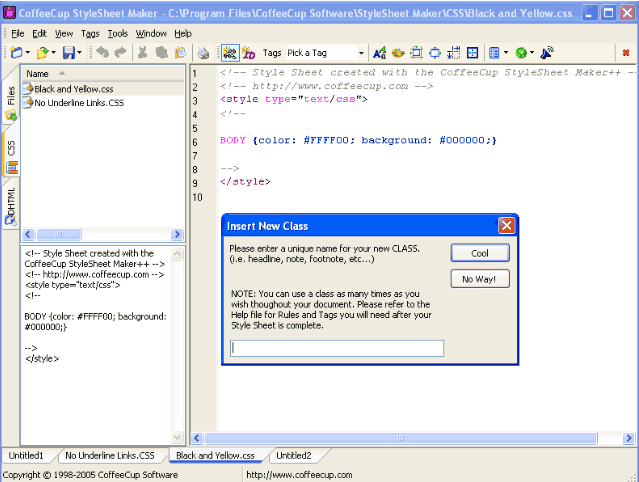 CoffeeCup StyleSheet Maker - C:\Program Files\CoffeeCup Software\StyleSheet Maker\CSS\Black and Yellow.css
File Edit View Tags Tools Window Help
Tags Pick a Tag
Files
CSS
DHTML
Name
Black and Yellow.css
No Underline Links.CSS
<!-- Style Sheet created with the
CoffeeCup StyleSheet Maker++ -->
<!-- http://www.coffeecup.com -->
<style type="text/css">
<!--
BODY {color: #FFFF00; background:
#000000;}
-->
</style>
1 <!-- Style Sheet created with the CoffeeCup StyleSheet Maker++ -
2 <!-- http://www.coffeecup.com -->
3 <style type="text/css">
4 <!--
5
6 BODY {color: #FFFF00; background: #000000;}
7
8 -->
9 </style>
10
Insert New Class
Please enter a unique name for your new CLASS.
(i.e. headline, note, footnote, etc...)
Cool
No Way!
NOTE: You can use a class as many times as you
wish thoughout your document. Please refer to the
Help file for Rules and Tags you will need after your
Style Sheet is complete.
Untitled1 No Underline Links.CSS Black and Yellow.css Untitled2
Copyright © 1998-2005 CoffeeCup Software http://www.coffeecup.com